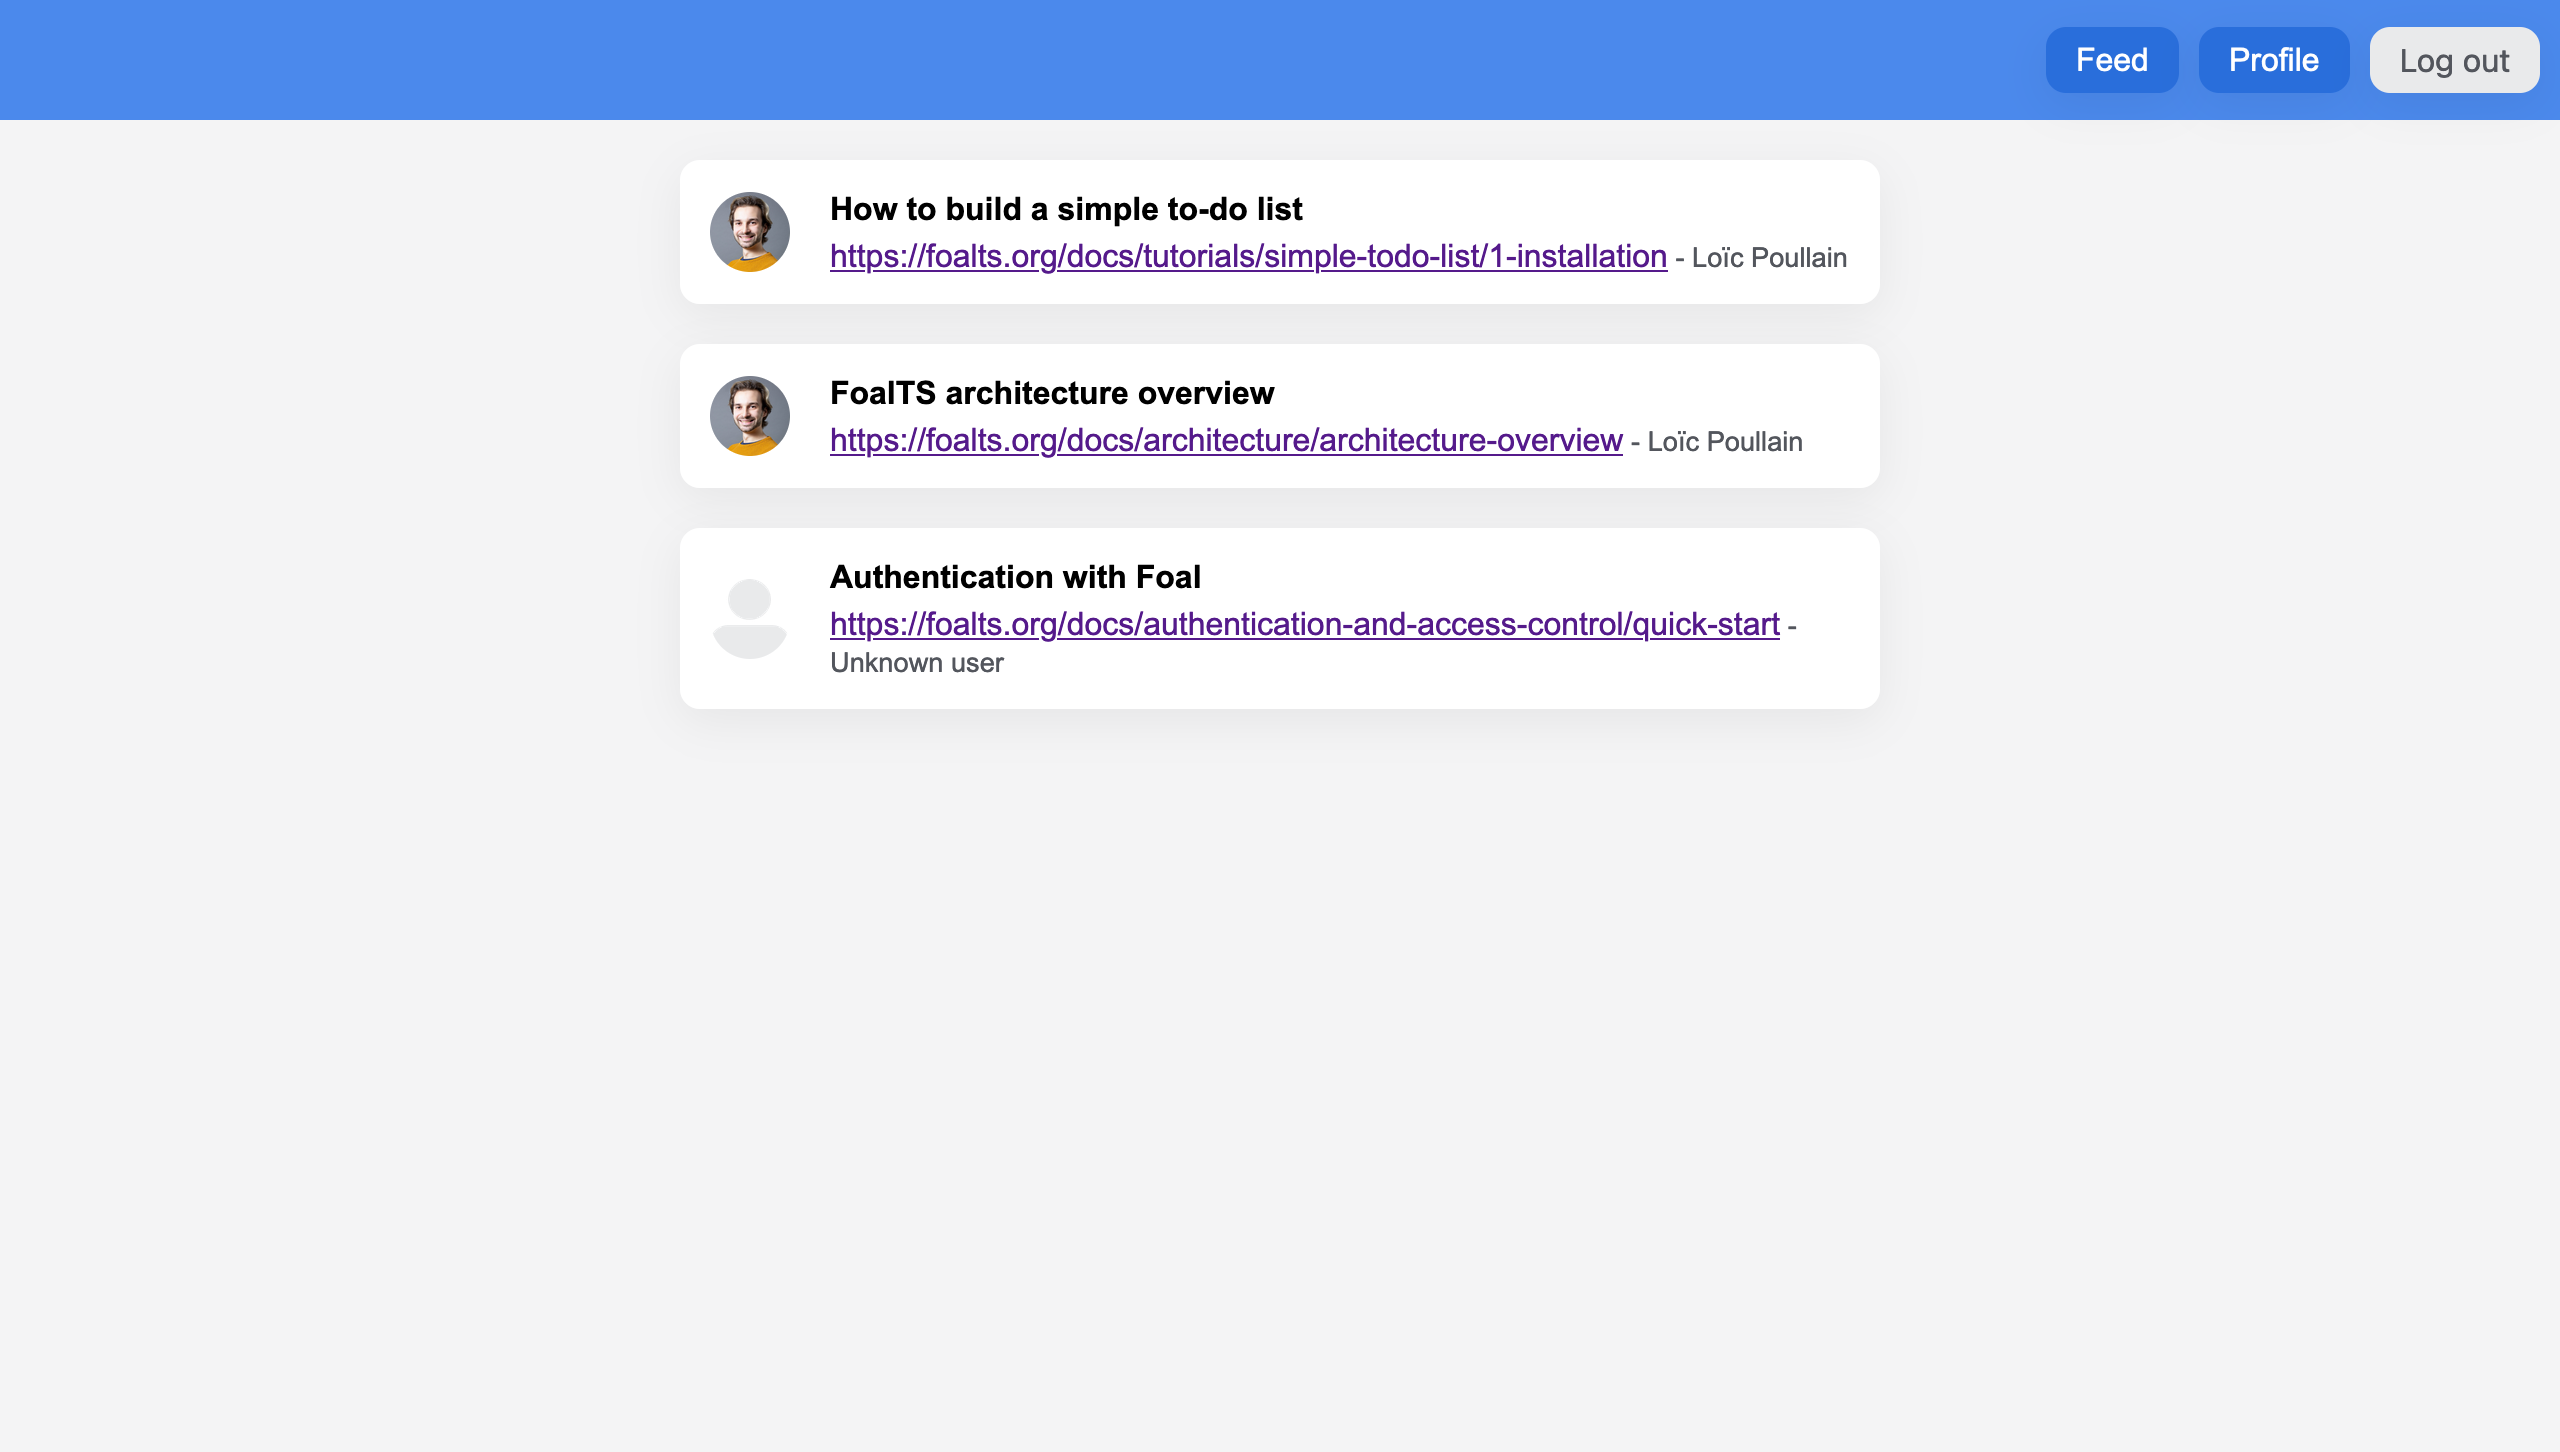 Feed Profile Log out
How to build a simple to-do list
https://foalts.org/docs/tutorials/simple-todo-list/1-installation - Loïc Poullain
FoalTS architecture overview
https://foalts.org/docs/architecture/architecture-overview - Loïc Poullain
Authentication with Foal
https://foalts.org/docs/authentication-and-access-control/quick-start -
Unknown user